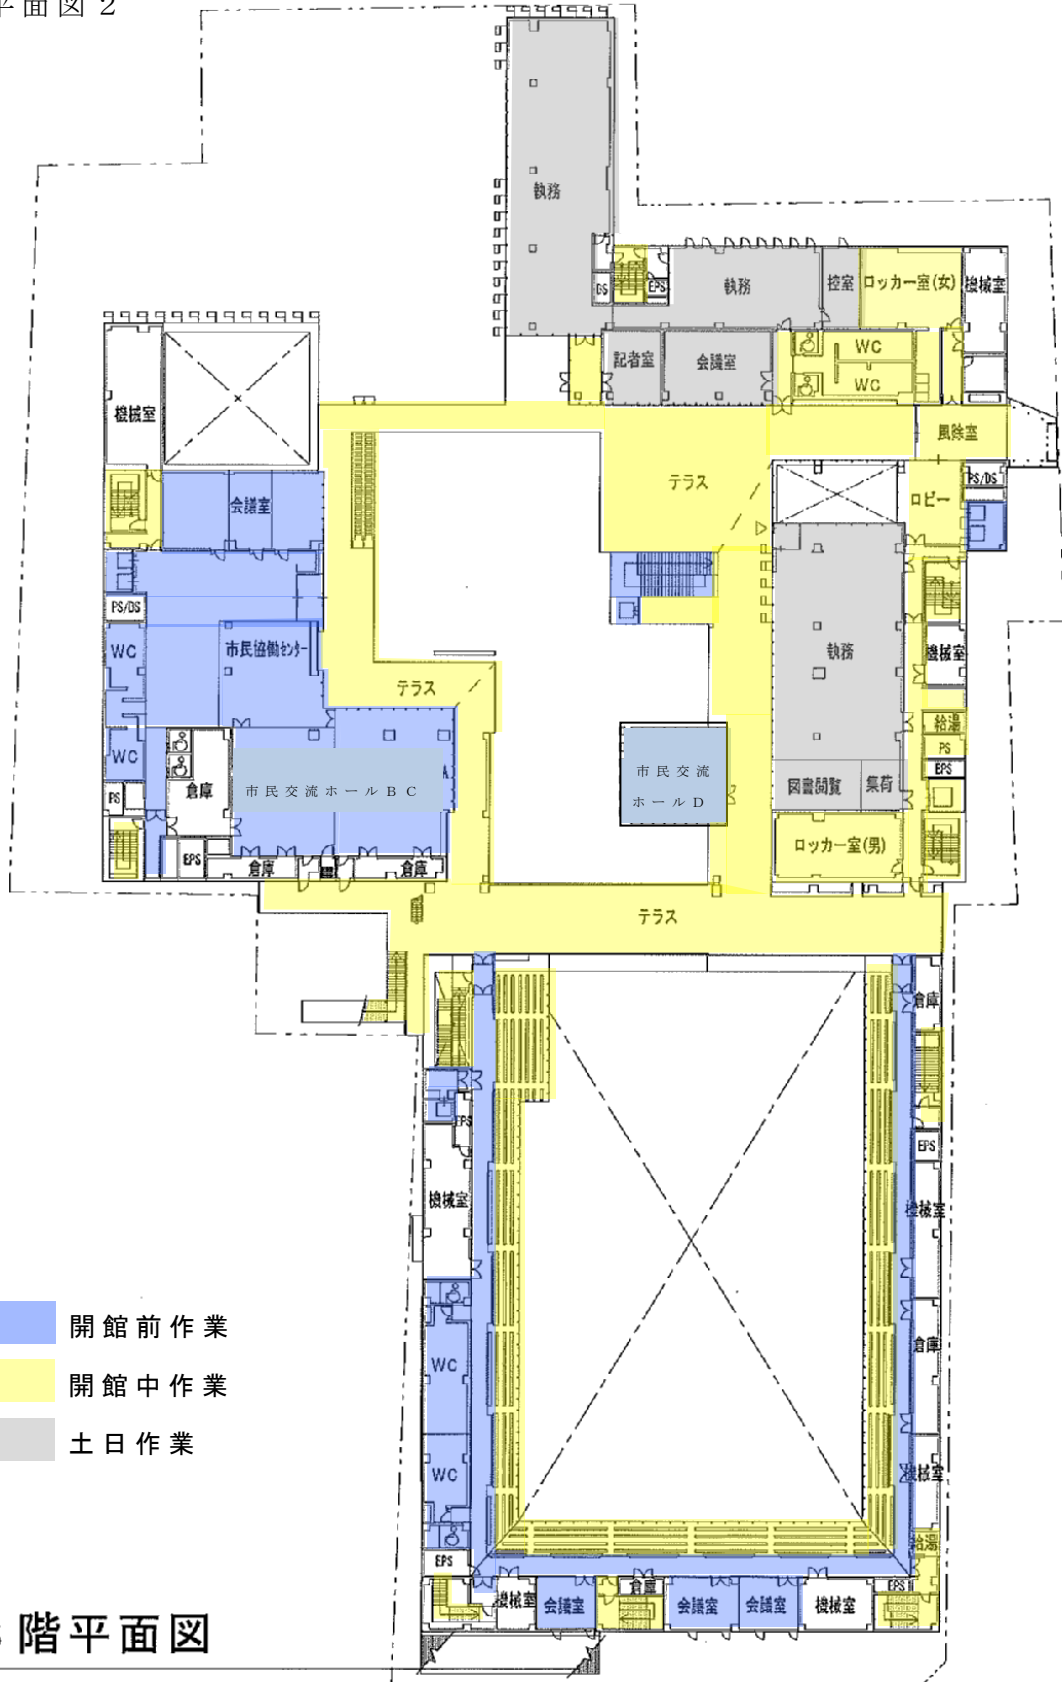 平面図２
執務
DS
EPS
執務
控室
ロッカー室(女)
機械室
記者室
会議室
WC
WC
機械室
風除室
テラス
ロビー
PS/DS
会議室
PS/DS
WC
市民協働センター
執務
機械室
テラス
給湯
PS
EPS
WC
市民交流ホールＢＣ
市民交流
ホールＤ
図書閲覧
集荷
PS
倉庫
EPS
倉庫
倉庫
ロッカー室(男)
テラス
倉庫
EPS
EPS
機械室
機械室
開館前作業
WC
倉庫
開館中作業
土日作業
WC
機械室
給湯
EPS
EPS
機械室
会議室
倉庫
会議室
会議室
機械室
階平面図